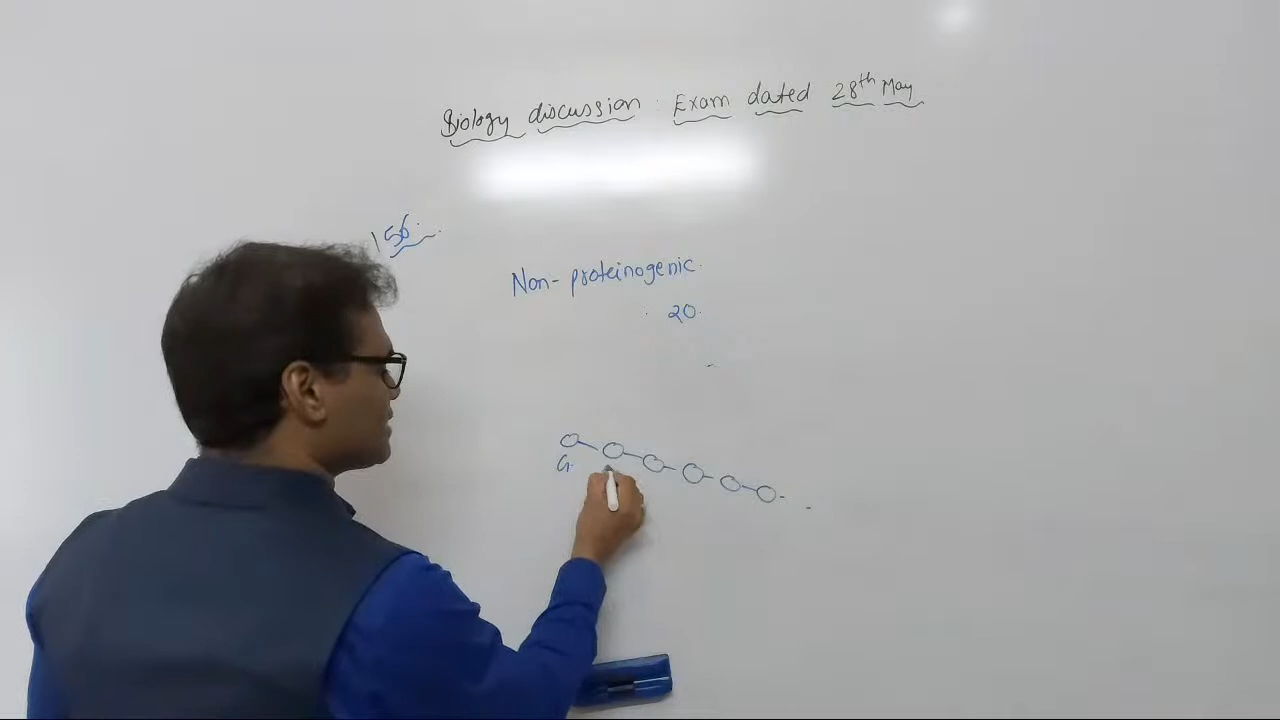 Biology discussion : Exam dated 28th May
156.
Non-proteinogenic.
20.
G.